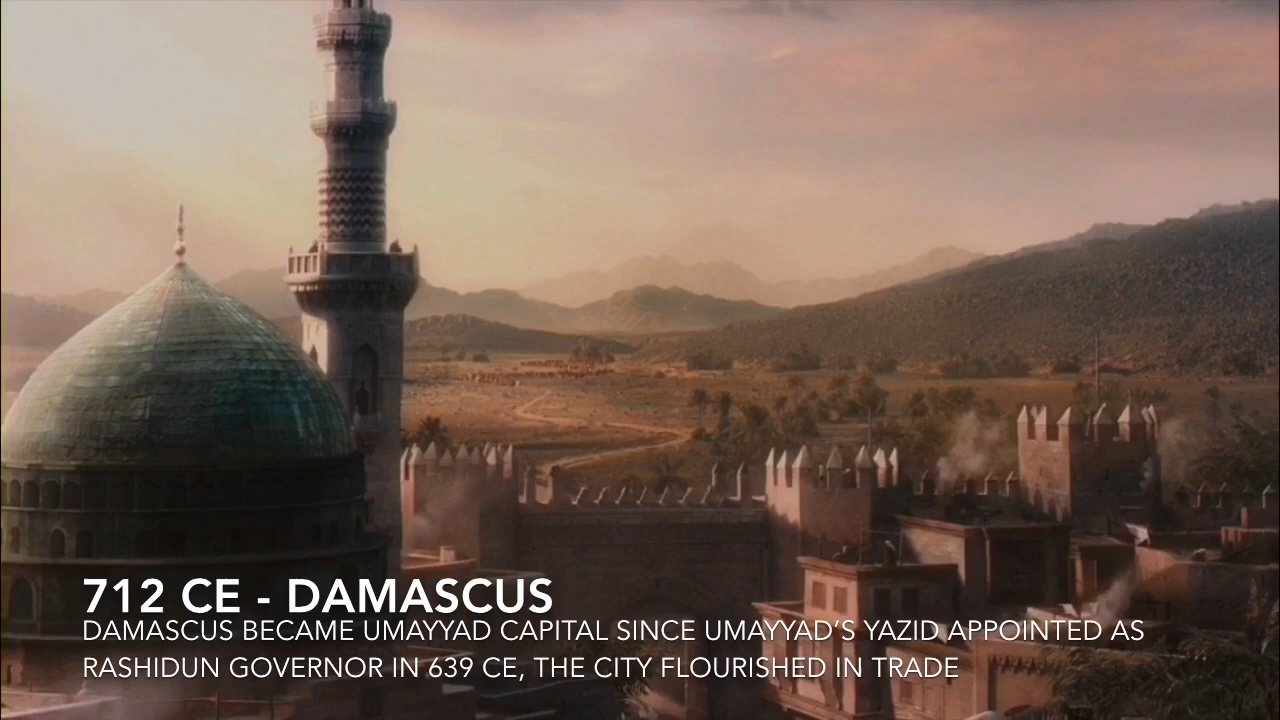 712 CE - DAMASCUS
DAMASCUS BECAME UMAYYAD CAPITAL SINCE UMAYYAD'S YAZID APPOINTED AS
RASHIDUN GOVERNOR IN 639 CE, THE CITY FLOURISHED IN TRADE